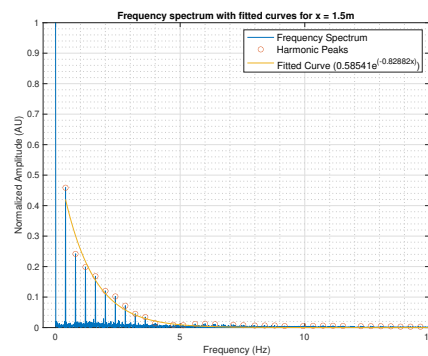 Frequency spectrum with fitted curves for x = 1.5m
1
0.9
0.8
0.7
0.6
0.5
0.4
0.3
0.2
0.1
0
Normalized Amplitude (AU)
Frequency Spectrum
Harmonic Peaks
Fitted Curve (0.58541e^(-0.82882x))
0
5
10
1
Frequency (Hz)